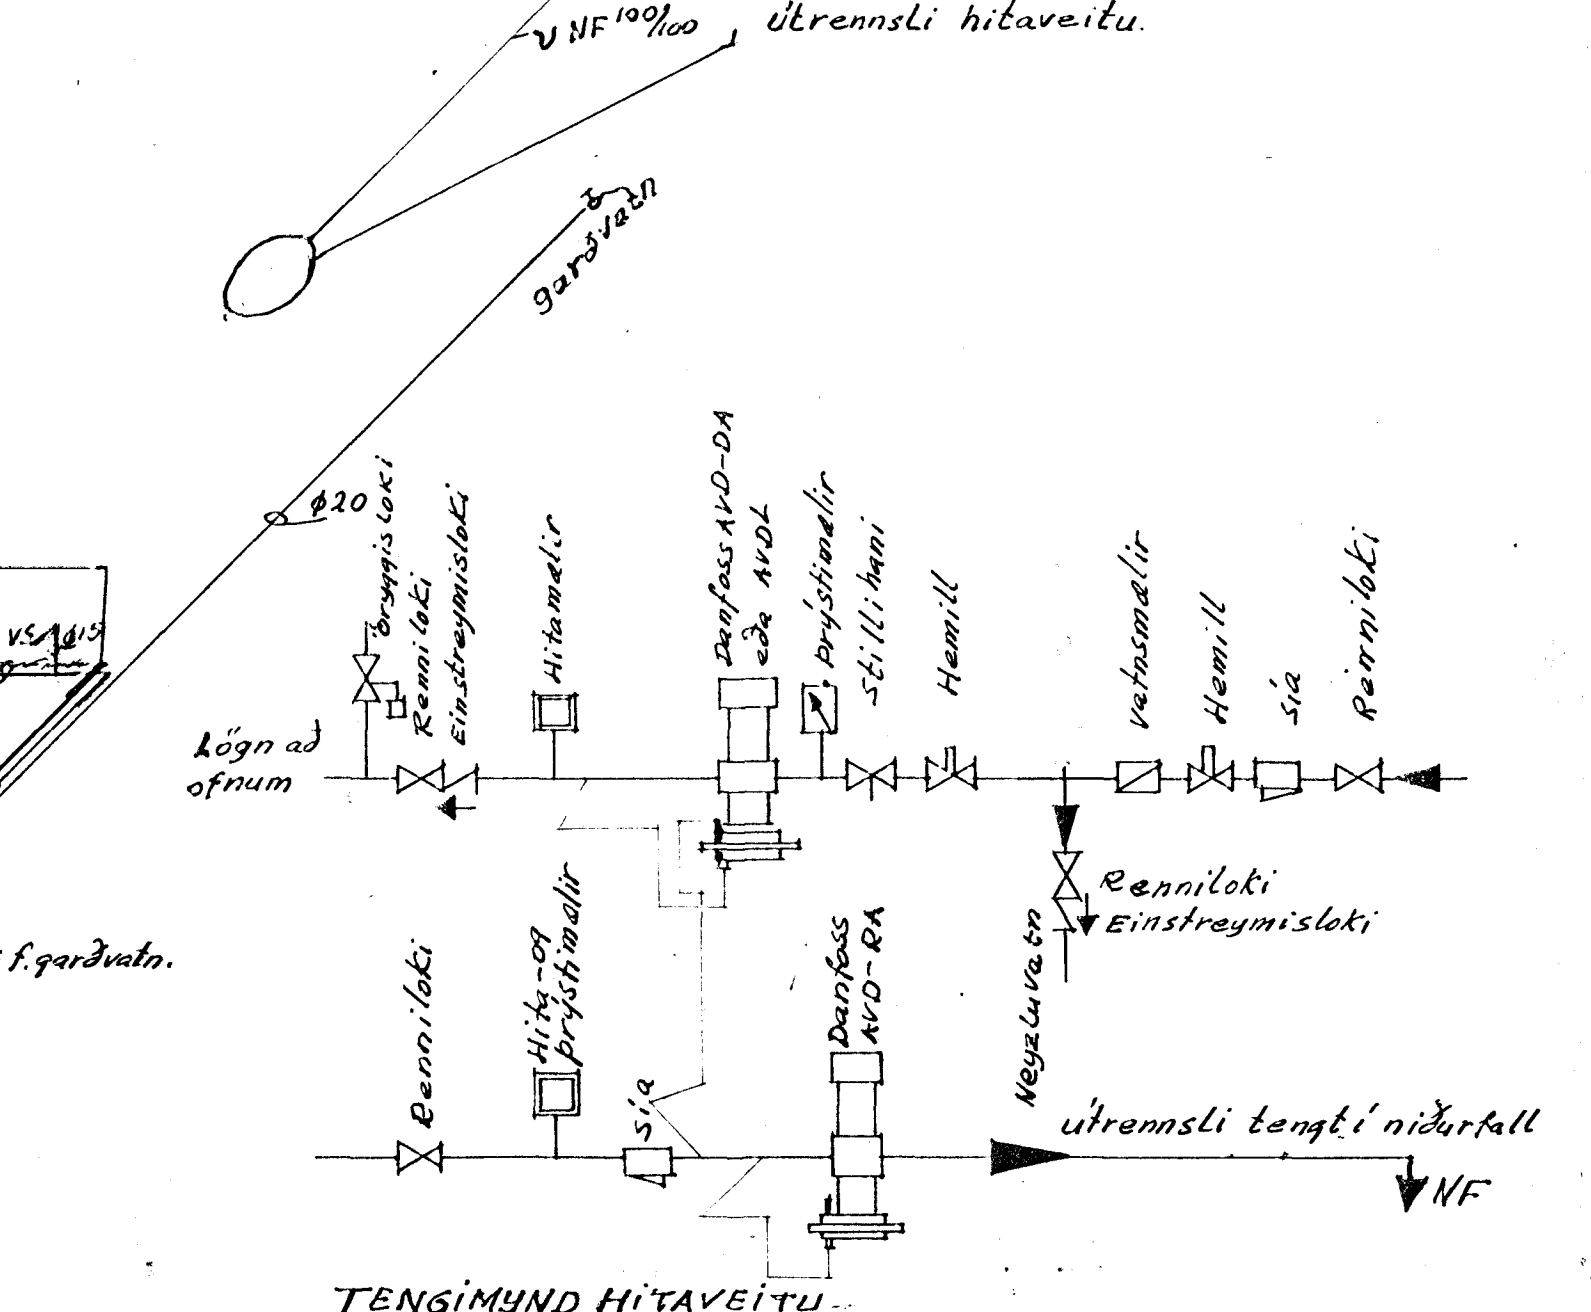 NF 100/100
útrennsli hitaveitu.
garðvatn
ϕ20
V.S. ϕ15
f.garðvatn.
Lögn að
ofnum
öryggisloki
Renniloki
Einstreymisloki
Hitamælir
Danfoss AVD-DA
eða AVDL
þrýstimælir
Stillihani
Hemill
Vatnsmælir
Hemill
Sía
Renniloki
Renniloki
Einstreymisloki
Neyzluvatn
Renniloki
Hita-og
þrýstimælir
Sía
Danfoss
AVD-RA
útrennsli tengt í niðurfall
NF
TENGIMYND HITAVEITU